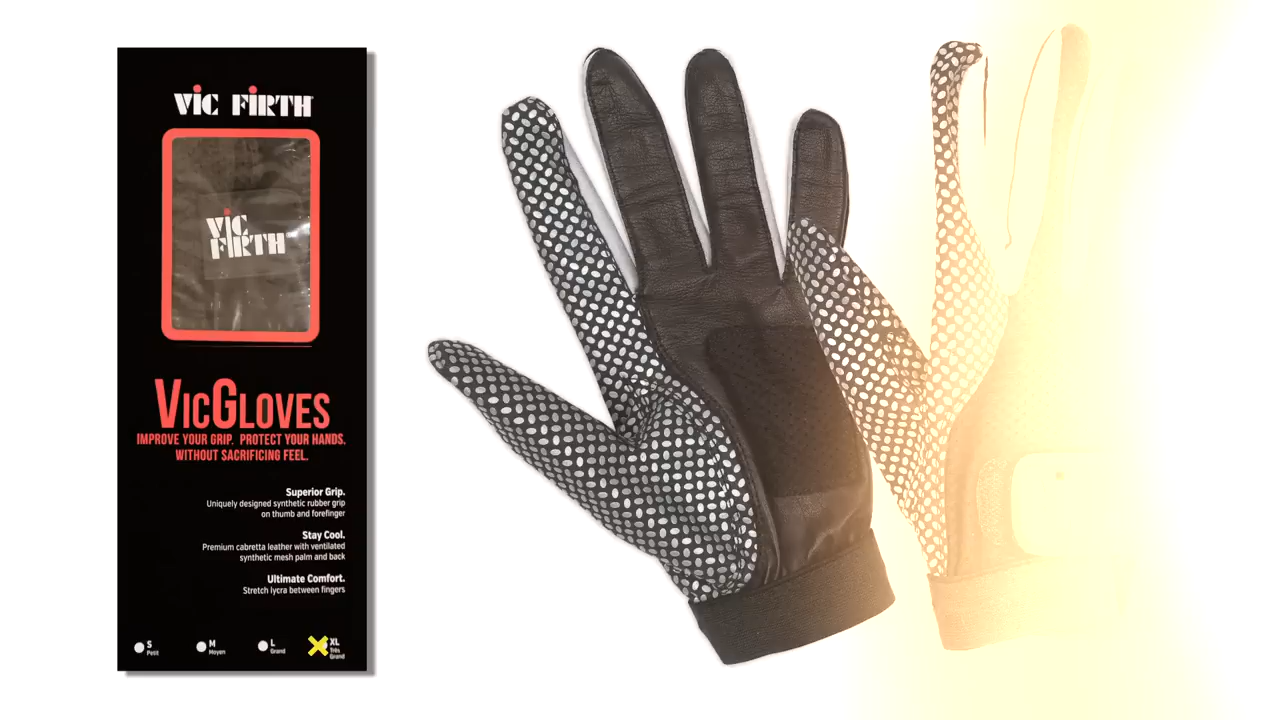 VIC FIRTH
VIC
FIRTH
VICGLOVES
IMPROVE YOUR GRIP. PROTECT YOUR HANDS.
WITHOUT SACRIFICING FEEL.
Superior Grip.
Uniquely designed synthetic rubber grip
on thumb and forefinger
Stay Cool.
Premium cabretta leather with ventilated
synthetic mesh palm and back
Ultimate Comfort.
Stretch lycra between fingers
S M L XL
Petit Moyen Grand Très
Grand